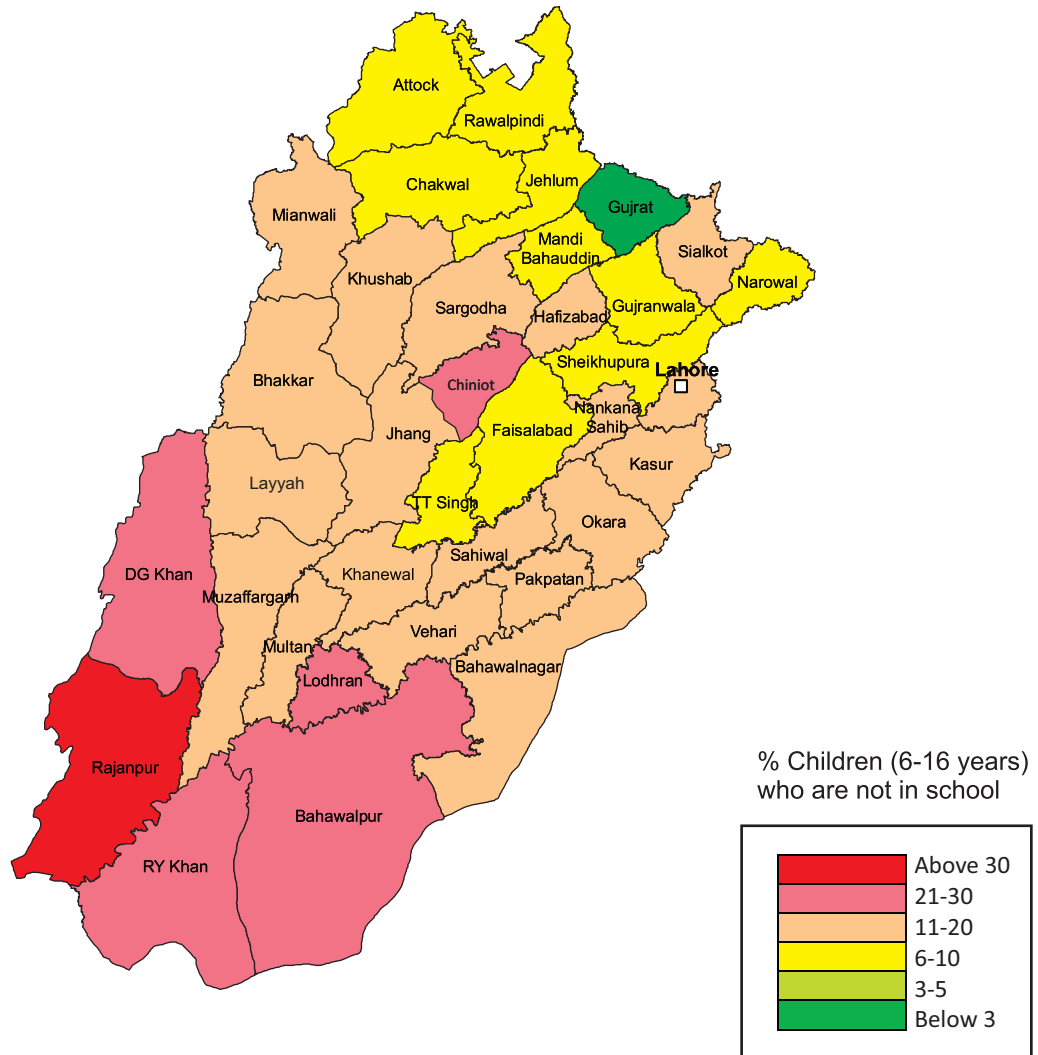 Attock
Rawalpindi
Chakwal
Jehlum
Gujrat
Mianwali
Mandi
Bahauddin
Sialkot
Khushab
Narowal
Sargodha
Hafizabad
Gujranwala
Sheikhupura
Lahore
Bhakkar
Chiniot
Nankana
Sahib
Jhang
Faisalabad
Kasur
Layyah
TT Singh
Okara
Sahiwal
DG Khan
Khanewal
Pakpatan
Muzaffargarh
Vehari
Multan
Bahawalnagar
Lodhran
Rajanpur
Bahawalpur
RY Khan
% Children (6-16 years)
who are not in school
Above 30
21-30
11-20
6-10
3-5
Below 3